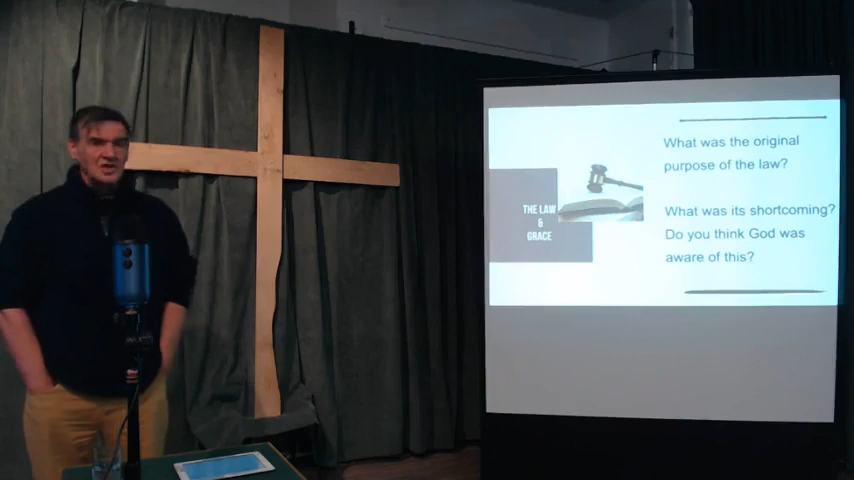 THE LAW
&
GRACE
What was the original
purpose of the law?
What was its shortcoming?
Do you think God was
aware of this?